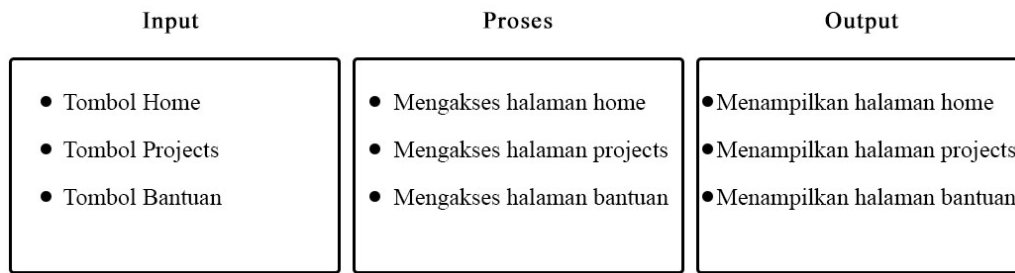 Input
Proses
Output
• Tombol Home
• Tombol Projects
• Tombol Bantuan
• Mengakses halaman home
• Mengakses halaman projects
• Mengakses halaman bantuan
• Menampilkan halaman home
• Menampilkan halaman projects
• Menampilkan halaman bantuan